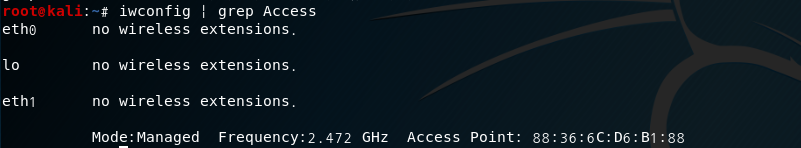 root@kali:~# iwconfig | grep Access
eth0      no wireless extensions.
lo        no wireless extensions.
eth1      no wireless extensions.
          Mode:Managed  Frequency:2.472 GHz  Access Point: 88:36:6C:D6:B1:88